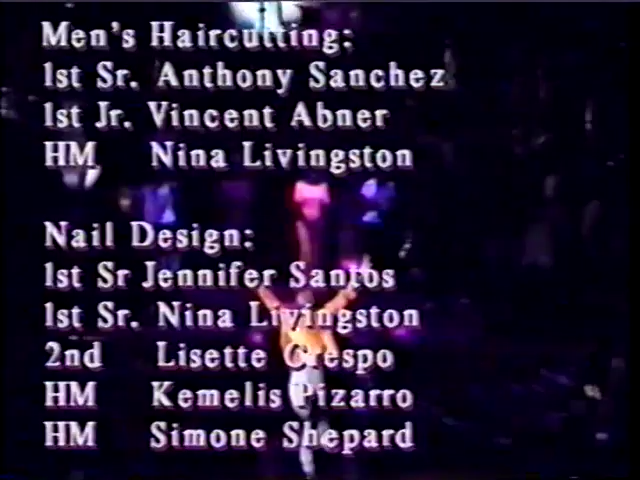 Men's Haircutting:
1st Sr. Anthony Sanchez
1st Jr. Vincent Abner
HM Nina Livingston
Nail Design:
1st Sr Jennifer Santos
1st Sr. Nina Livingston
2nd Lisette Crespo
HM Kemelis Pizarro
HM Simone Shepard